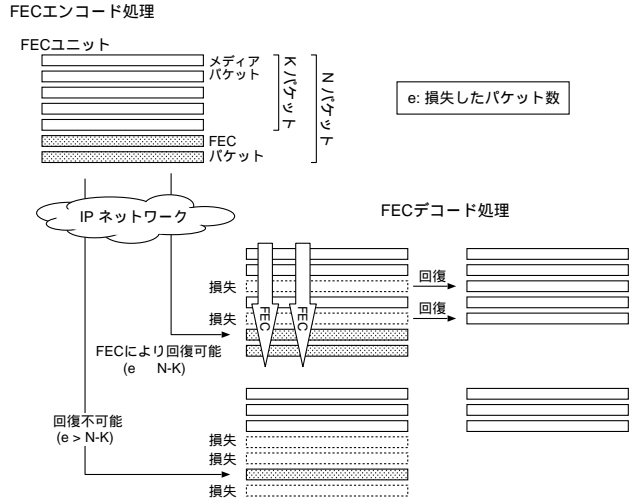 FECエンコード処理
FECユニット
メディア
パケット
FEC
パケット
K パケット
N パケット
e: 損失したパケット数
IP ネットワーク
FECデコード処理
損失
損失
FEC
FEC
回復
回復
FECにより回復可能
(e N-K)
回復不可能
(e > N-K)
損失
損失
損失